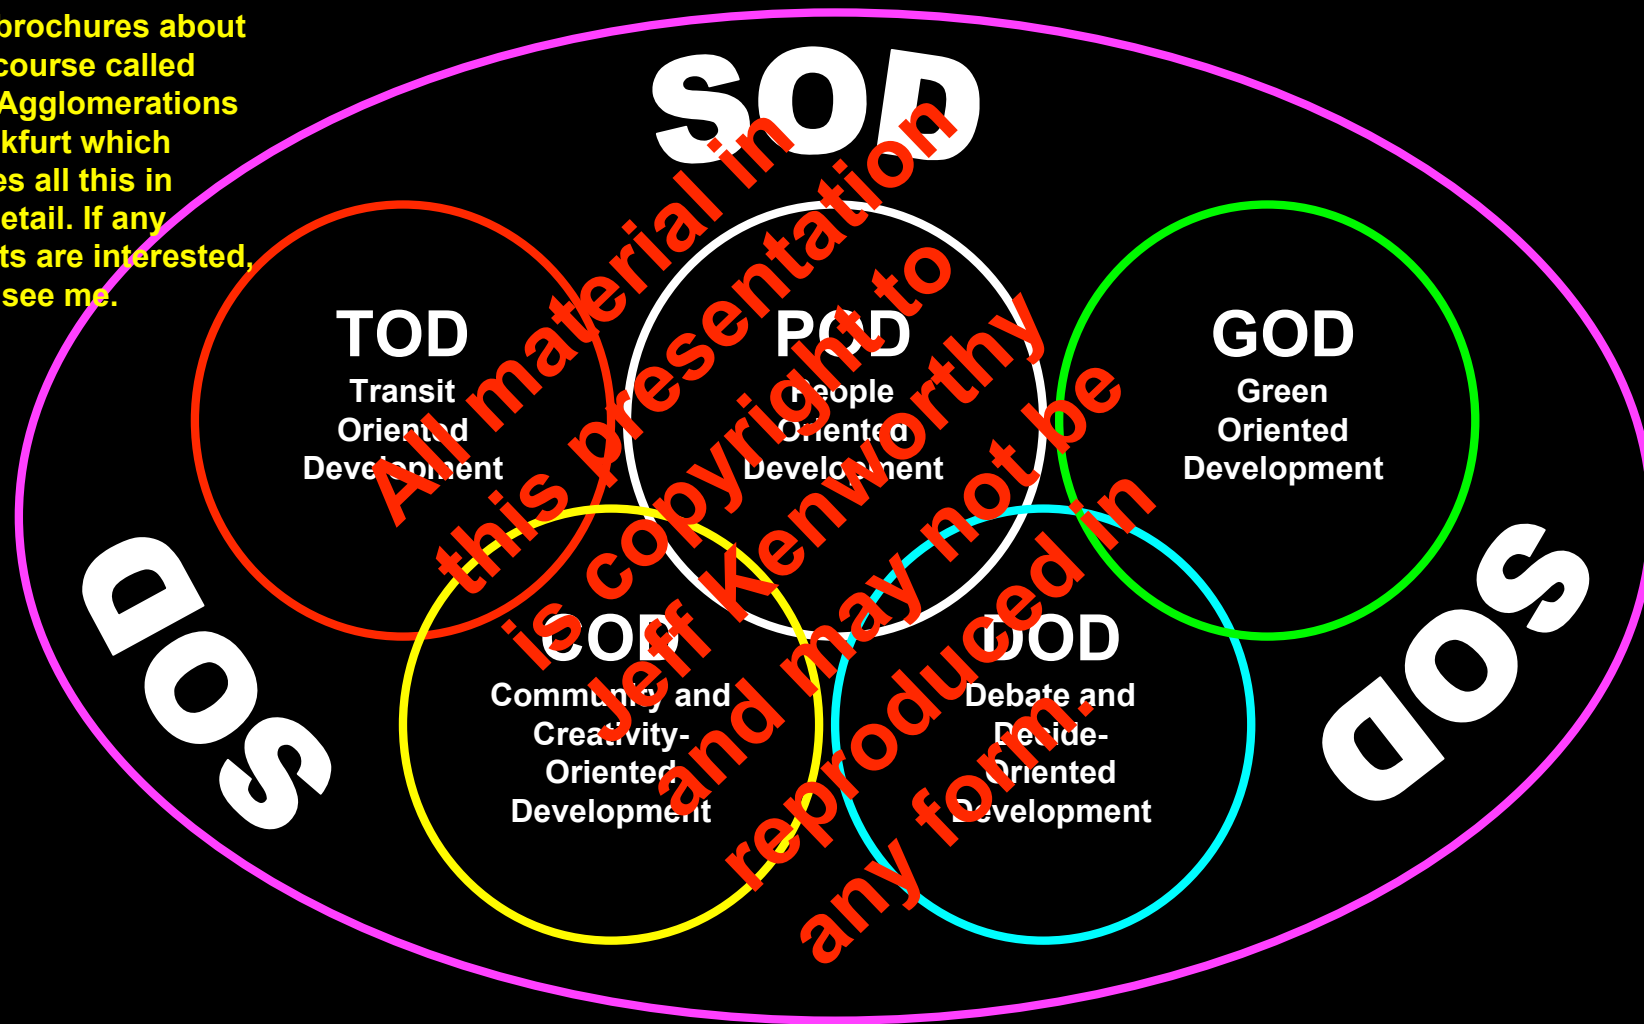 brochures about
course called
Agglomerations
kfurt which
es all this in
etail. If any
ts are interested,
see me.
SOD
TOD
Transit
Oriented
Development
POD
People
Oriented
Development
GOD
Green
Oriented
Development
COD
Community and
Creativity-
Oriented
Development
DOD
Debate and
Decide-
Oriented
Development
SOD
SOD
All material in
this presentation
is copyright to
Jeff Kenworthy
and may not be
reproduced in
any form.